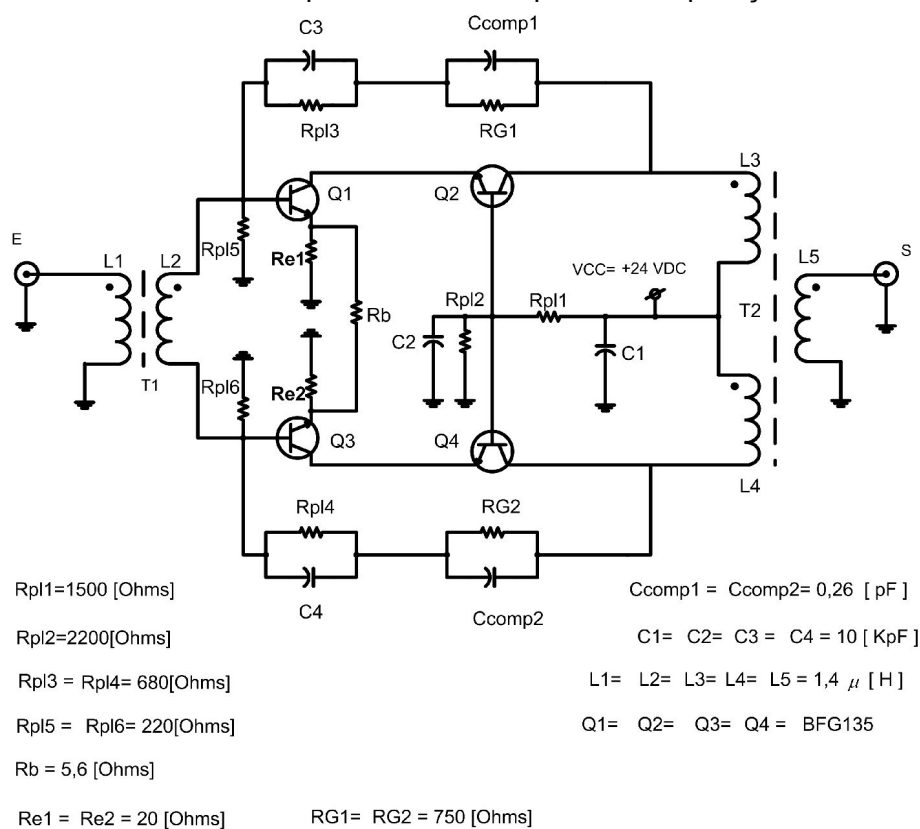 C3
Ccomp1
Rpl3
RG1
L3
Q1
Q2
E
L1
L2
Rpl5
Re1
VCC= +24 VDC
L5
S
Rpl2
Rpl1
Rb
C2
C1
T2
T1
Rpl6
Re2
Q3
Q4
L4
Rpl4
RG2
C4
Ccomp2
Rpl1=1500 [Ohms]
Ccomp1 = Ccomp2= 0,26 [ pF ]
Rpl2=2200[Ohms]
C1= C2= C3 = C4 = 10 [ KpF ]
Rpl3 = Rpl4= 680[Ohms]
L1= L2= L3= L4= L5 = 1,4 μ [ H ]
Rpl5 = Rpl6= 220[Ohms]
Q1= Q2= Q3= Q4 = BFG135
Rb = 5,6 [Ohms]
Re1 = Re2 = 20 [Ohms]
RG1= RG2 = 750 [Ohms]